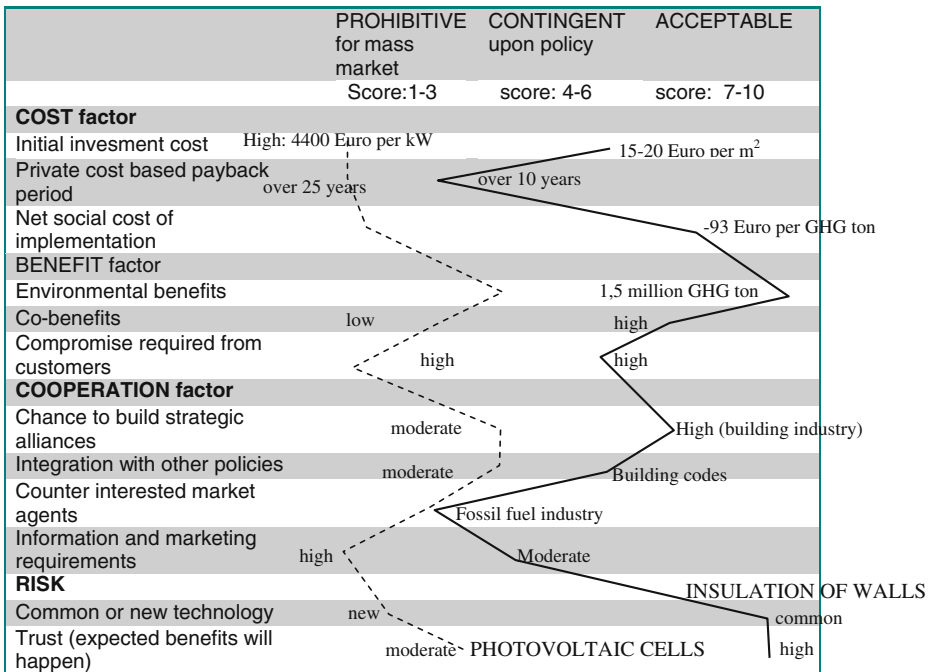 PROHIBITIVE CONTINGENT ACCEPTABLE
for mass upon policy
market
Score:1-3 score: 4-6 score: 7-10
COST factor
Initial invesment cost High: 4400 Euro per kW 15-20 Euro per m²
Private cost based payback
period over 25 years over 10 years
Net social cost of
implementation -93 Euro per GHG ton
BENEFIT factor
Environmental benefits 1,5 million GHG ton
Co-benefits low high
Compromise required from
customers high high
COOPERATION factor
Chance to build strategic
alliances moderate High (building industry)
Integration with other policies moderate Building codes
Counter interested market
agents Fossil fuel industry
Information and marketing
requirements high Moderate
RISK INSULATION OF WALLS
Common or new technology new common
Trust (expected benefits will
happen) moderate PHOTOVOLTAIC CELLS high